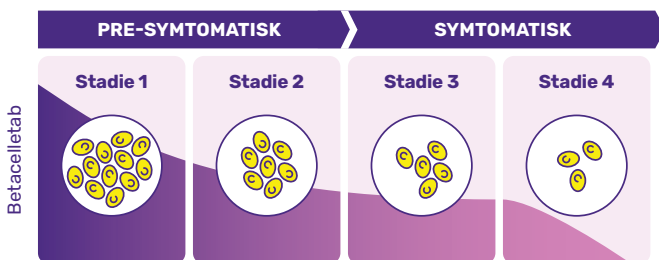 PRE-SYMTOMATISK
SYMTOMATISK
Stadie 1
Stadie 2
Stadie 3
Stadie 4
Betacelletab